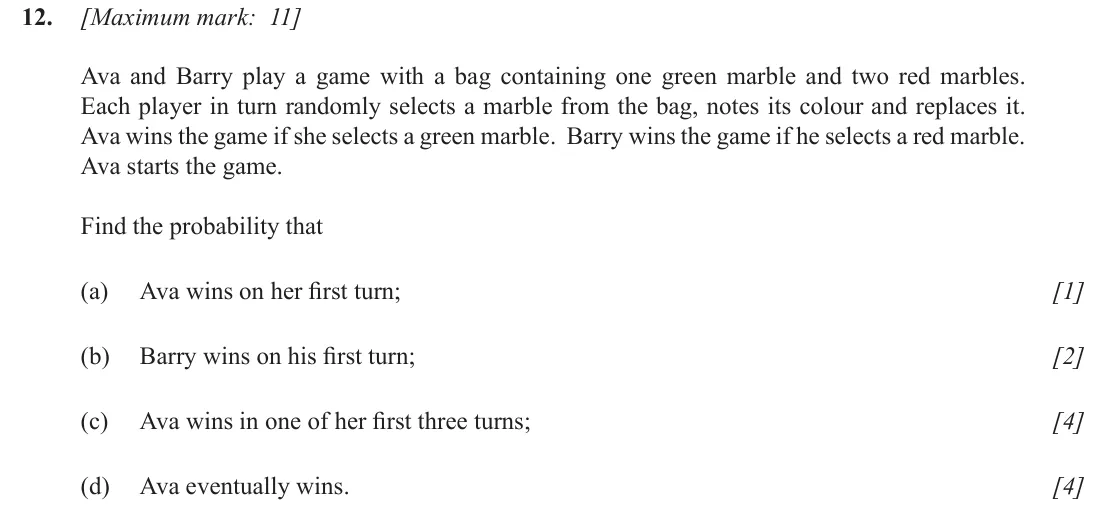 12. [Maximum mark: 11]
Ava and Barry play a game with a bag containing one green marble and two red marbles.
Each player in turn randomly selects a marble from the bag, notes its colour and replaces it.
Ava wins the game if she selects a green marble. Barry wins the game if he selects a red marble.
Ava starts the game.
Find the probability that
(a) Ava wins on her first turn; [1]
(b) Barry wins on his first turn; [2]
(c) Ava wins in one of her first three turns; [4]
(d) Ava eventually wins. [4]